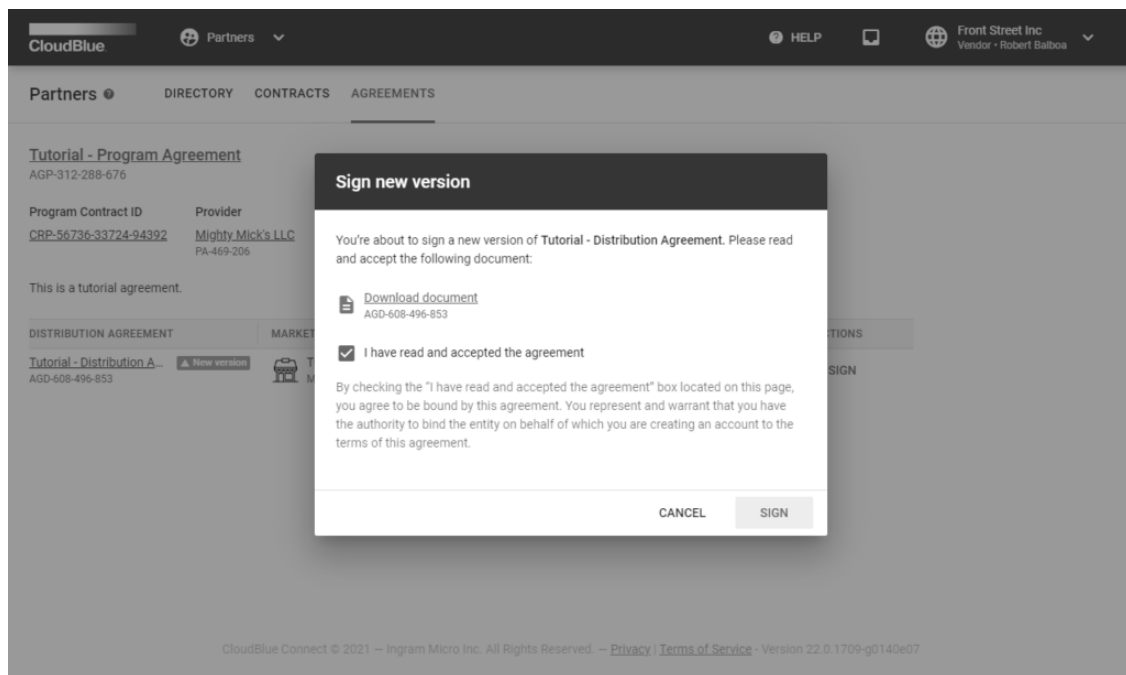 CloudBlue
Partners
HELP
Front Street Inc
Vendor • Robert Balboa
Partners
DIRECTORY CONTRACTS AGREEMENTS
Tutorial - Program Agreement
AGP-312-288-676
Program Contract ID Provider
CRP-56736-33724-94392 Mighty Mick's LLC
PA-469-206
This is a tutorial agreement.
DISTRIBUTION AGREEMENT MARKET TIONS
Tutorial - Distribution A... New version T SIGN
AGD-608-496-853 M
Sign new version
You're about to sign a new version of Tutorial - Distribution Agreement. Please read
and accept the following document:
Download document
AGD-608-496-853
I have read and accepted the agreement
By checking the "I have read and accepted the agreement" box located on this page,
you agree to be bound by this agreement. You represent and warrant that you have
the authority to bind the entity on behalf of which you are creating an account to the
terms of this agreement.
CANCEL SIGN
CloudBlue Connect © 2021 — Ingram Micro Inc. All Rights Reserved. — Privacy | Terms of Service - Version 22.0.1709-g0140e07